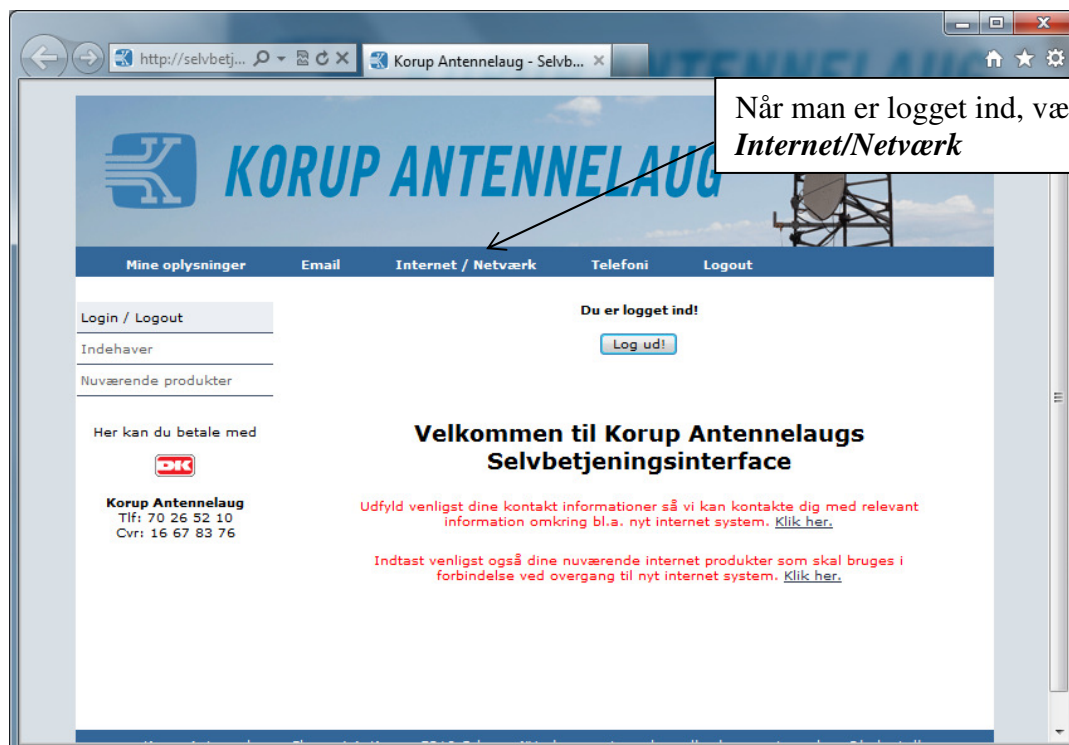 http://selvbetj...
Korup Antennelaug - Selvb...
Når man er logget ind, væ
Internet/Netværk
KORUP ANTENNELAUG
Mine oplysninger Email Internet / Netværk Telefoni Logout
Login / Logout
Indehaver
Nuværende produkter
Her kan du betale med
DK
Korup Antennelaug
Tlf: 70 26 52 10
Cvr: 16 67 83 76
Du er logget ind!
Log ud!
Velkommen til Korup Antennelaugs
Selvbetjeningsinterface
Udfyld venligst dine kontakt informationer så vi kan kontakte dig med relevant
information omkring bl.a. nyt internet system. Klik her.
Indtast venligst også dine nuværende internet produkter som skal bruges i
forbindelse ved overgang til nyt internet system. Klik her.